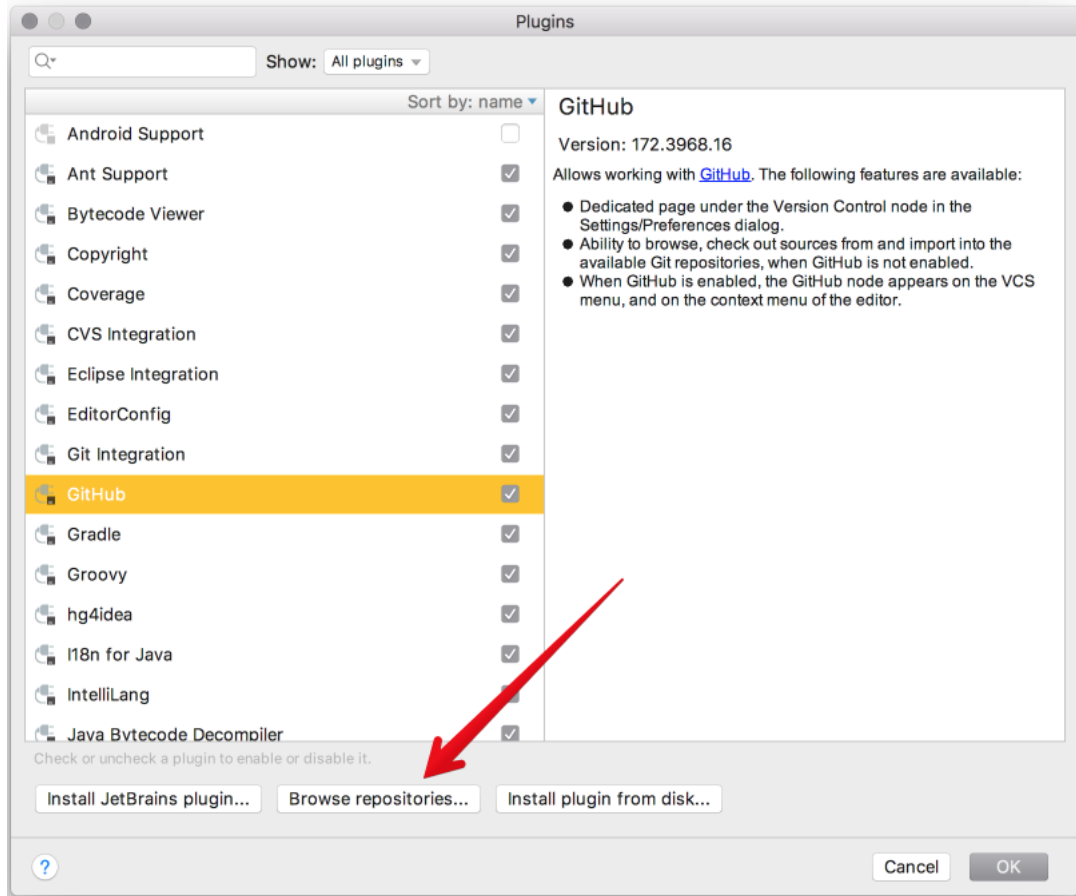 Plugins
Show: All plugins
Sort by: name
Android Support
Ant Support
Bytecode Viewer
Copyright
Coverage
CVS Integration
Eclipse Integration
EditorConfig
Git Integration
GitHub
Gradle
Groovy
hg4idea
I18n for Java
IntelliLang
Java Bytecode Decompiler
Check or uncheck a plugin to enable or disable it.
GitHub
Version: 172.3968.16
Allows working with GitHub. The following features are available:
● Dedicated page under the Version Control node in the
Settings/Preferences dialog.
● Ability to browse, check out sources from and import into the
available Git repositories, when GitHub is not enabled.
● When GitHub is enabled, the GitHub node appears on the VCS
menu, and on the context menu of the editor.
Install JetBrains plugin... Browse repositories... Install plugin from disk...
? Cancel OK